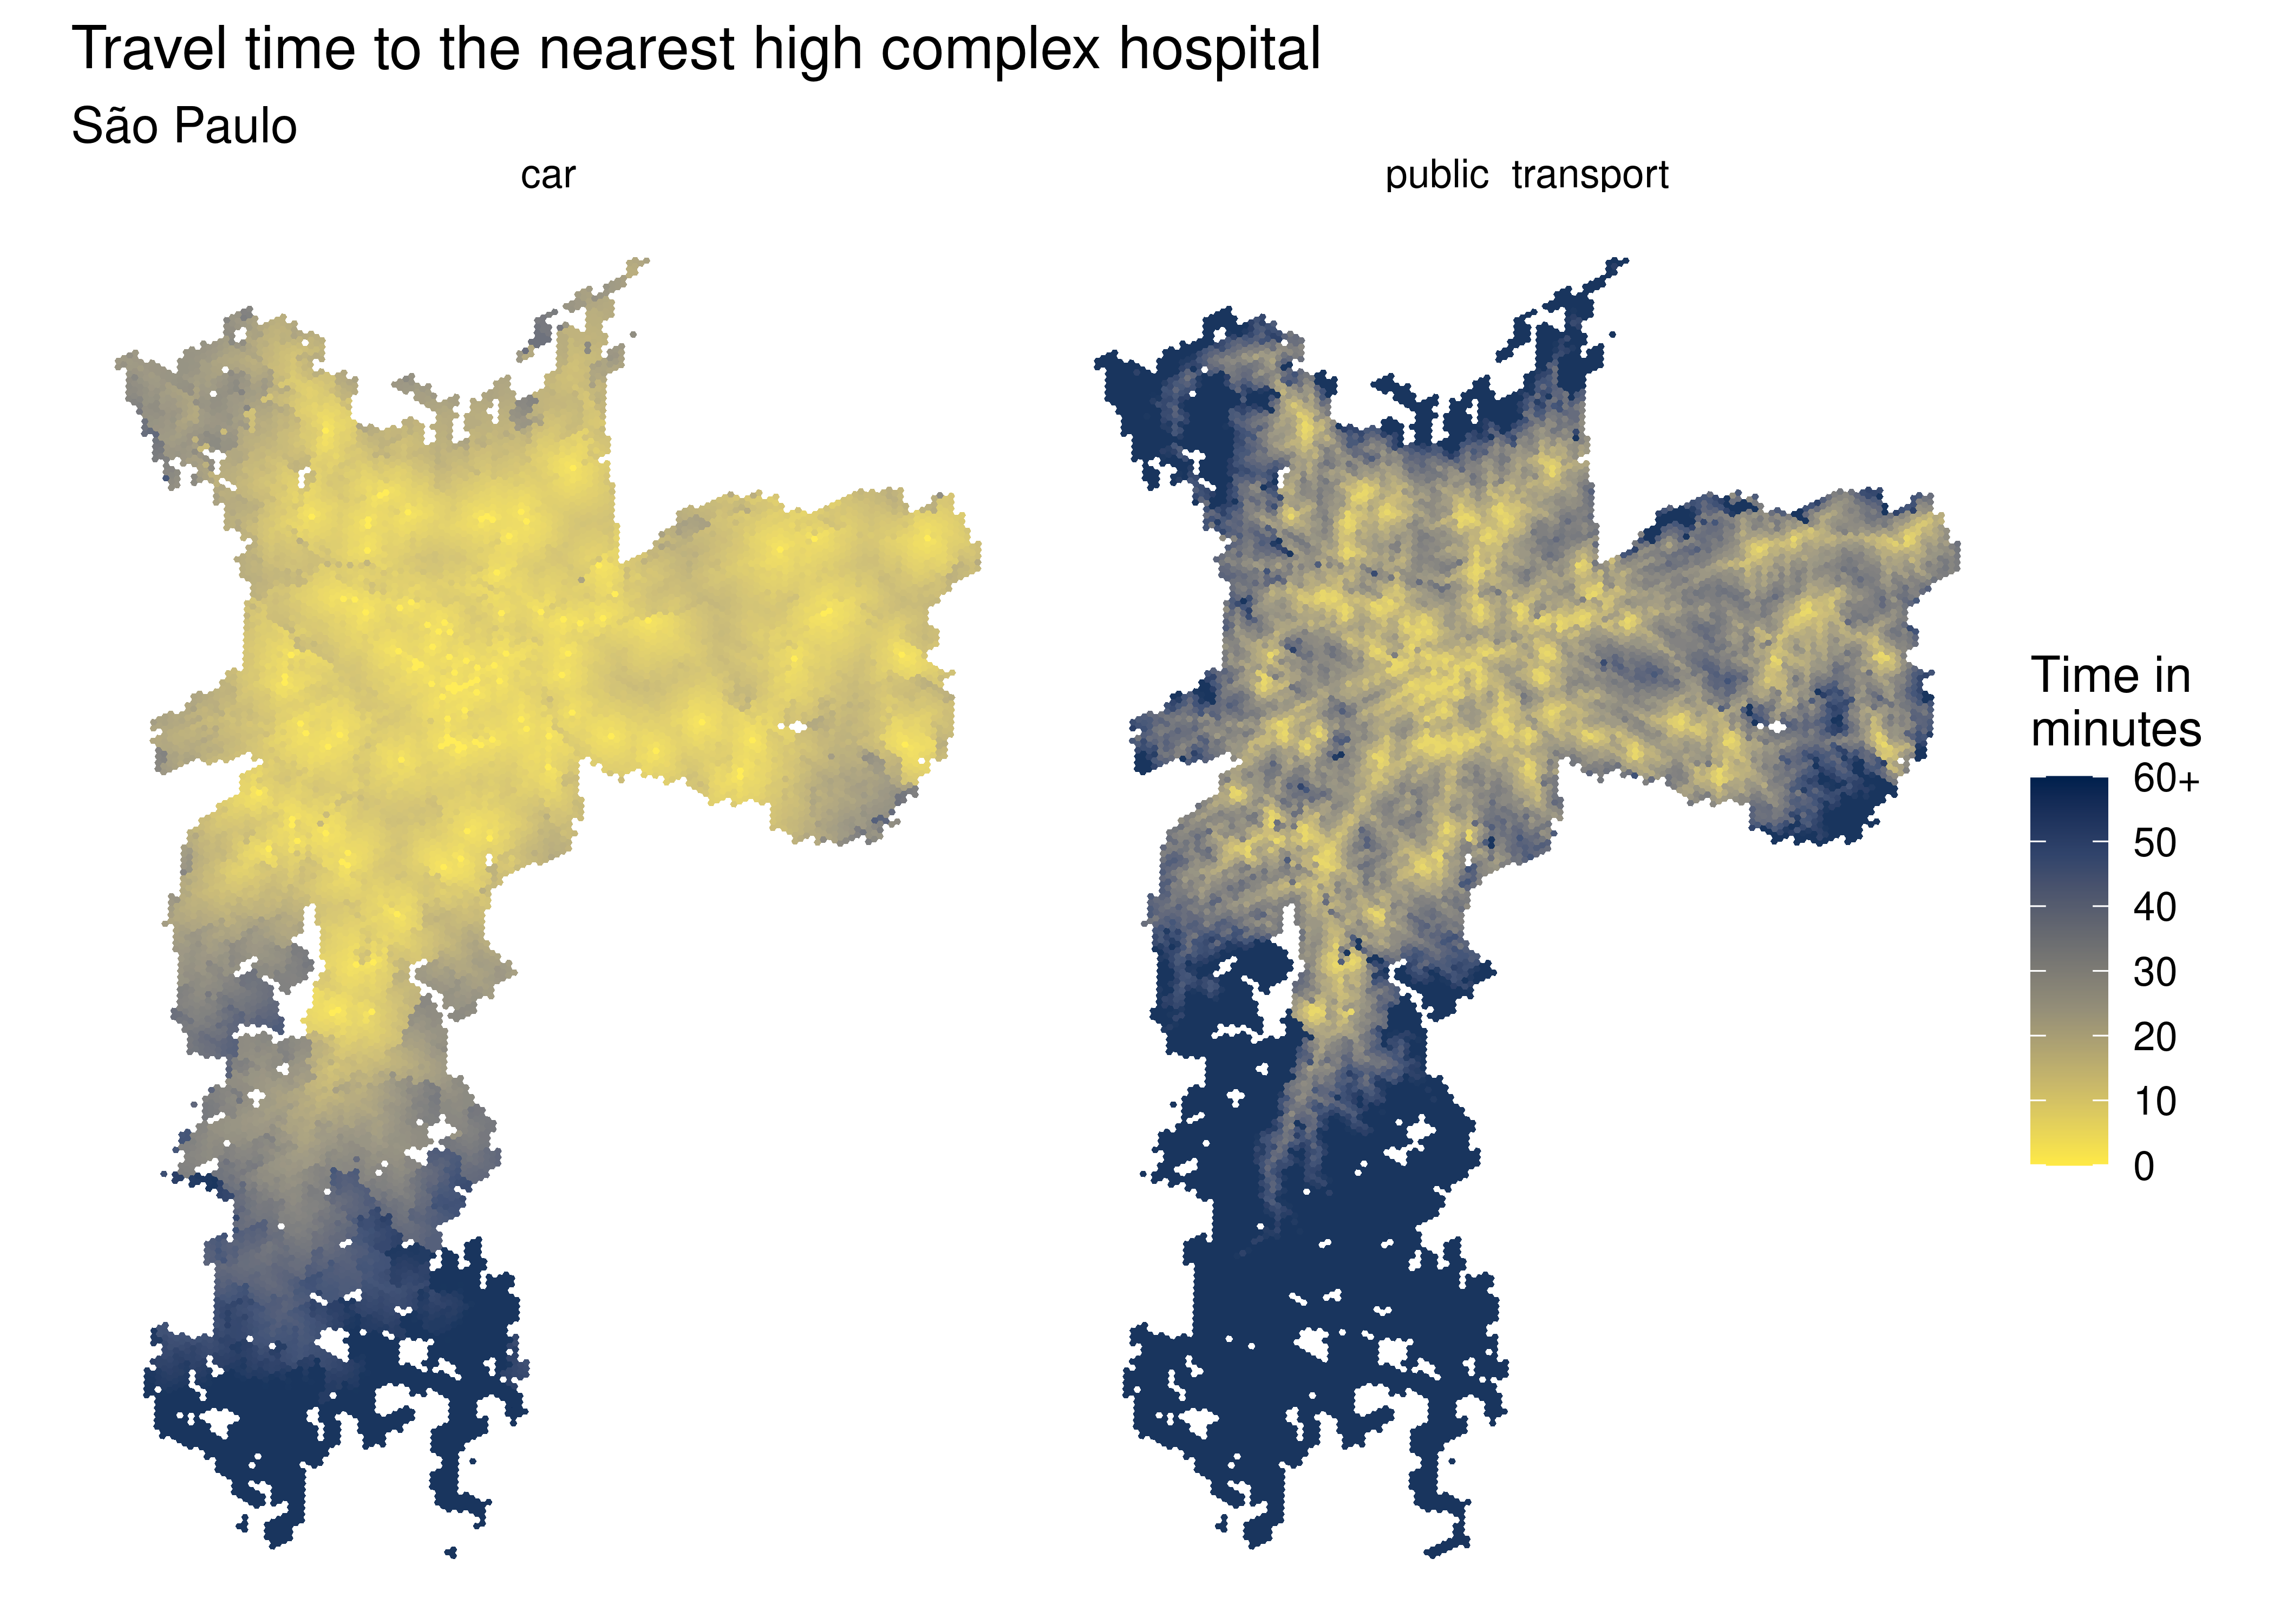 Travel time to the nearest high complex hospital
São Paulo
car
public transport
Time in
minutes
60+
50
40
30
20
10
0